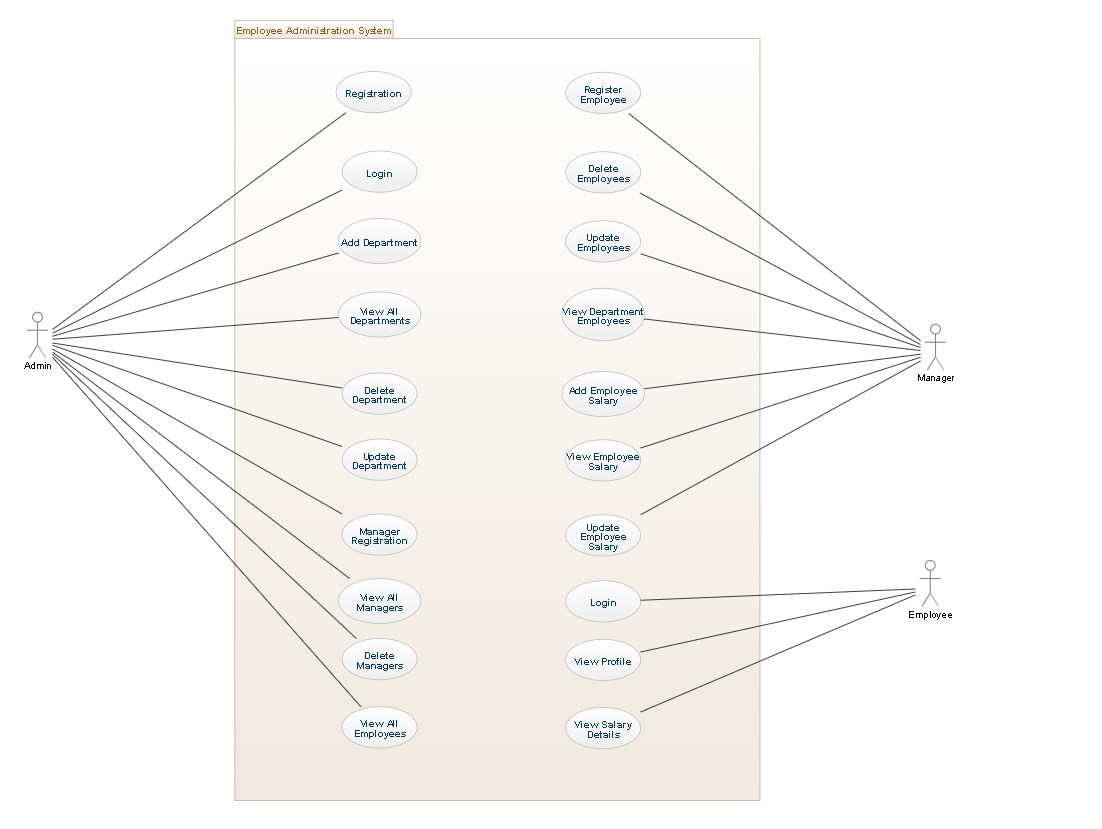 Employee Administration System
Registration
Login
Add Department
View All
Departments
Delete
Department
Update
Department
Manager
Registration
View All
Managers
Delete
Managers
View All
Employees
Register
Employee
Delete
Employees
Update
Employees
View Department
Employees
Add Employee
Salary
View Employee
Salary
Update
Employee
Salary
Login
View Profile
View Salary
Details
Admin
Manager
Employee